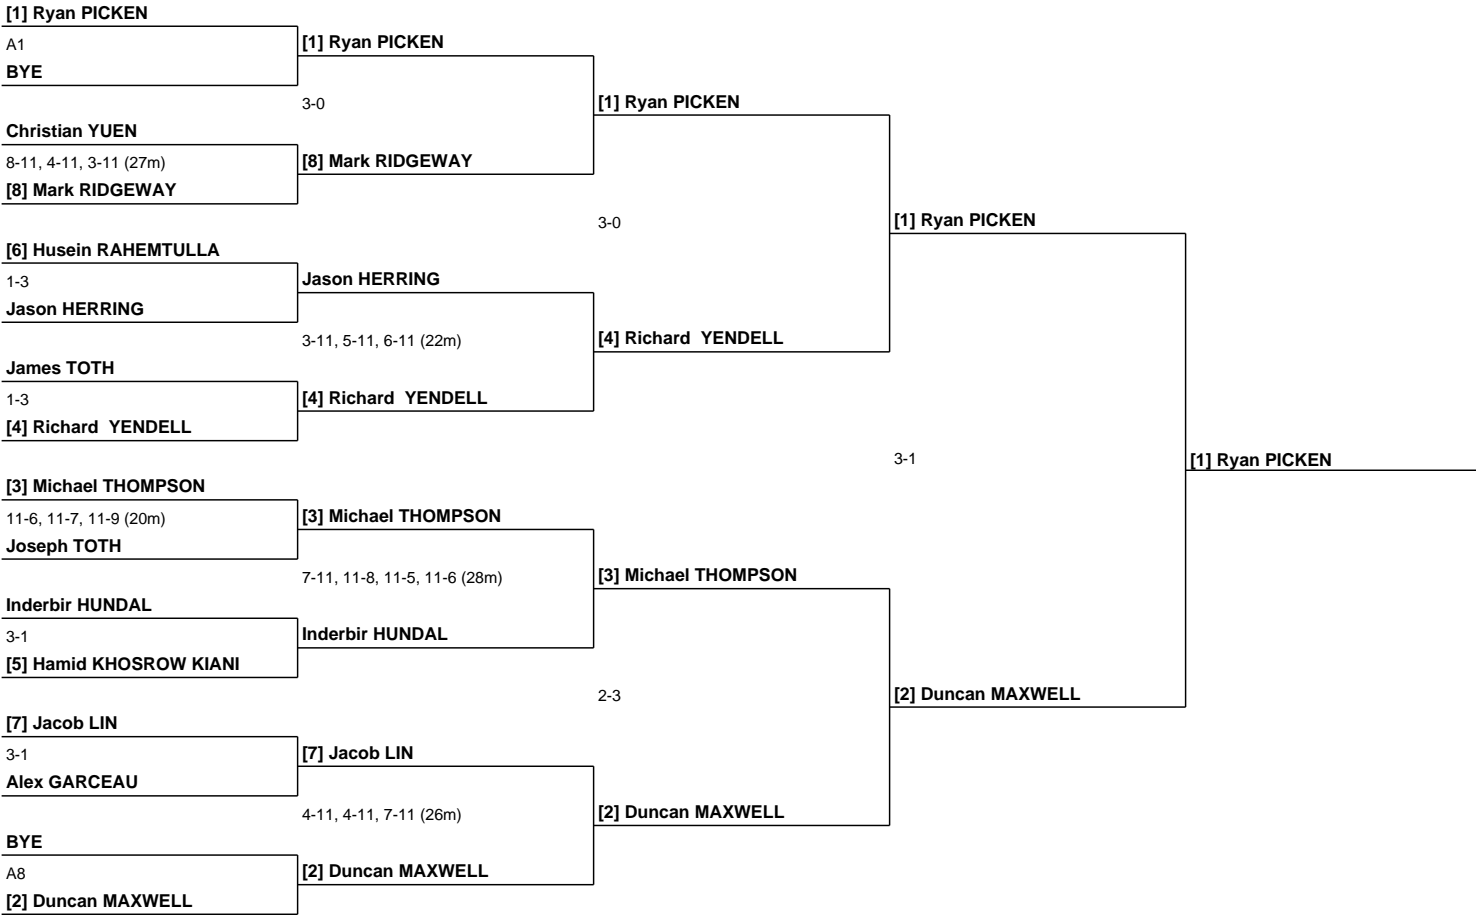 [1] Ryan PICKEN
A1
BYE
Christian YUEN
8-11, 4-11, 3-11 (27m)
[8] Mark RIDGEWAY
[6] Husein RAHEMTULLA
1-3
Jason HERRING
James TOTH
1-3
[4] Richard  YENDELL
[3] Michael THOMPSON
11-6, 11-7, 11-9 (20m)
Joseph TOTH
Inderbir HUNDAL
3-1
[5] Hamid KHOSROW KIANI
[7] Jacob LIN
3-1
Alex GARCEAU
BYE
A8
[2] Duncan MAXWELL
[1] Ryan PICKEN
3-0
[8] Mark RIDGEWAY
Jason HERRING
3-11, 5-11, 6-11 (22m)
[4] Richard  YENDELL
[3] Michael THOMPSON
7-11, 11-8, 11-5, 11-6 (28m)
Inderbir HUNDAL
[7] Jacob LIN
4-11, 4-11, 7-11 (26m)
[2] Duncan MAXWELL
[1] Ryan PICKEN
3-0
[4] Richard  YENDELL
[3] Michael THOMPSON
2-3
[2] Duncan MAXWELL
[1] Ryan PICKEN
3-1
[2] Duncan MAXWELL
[1] Ryan PICKEN